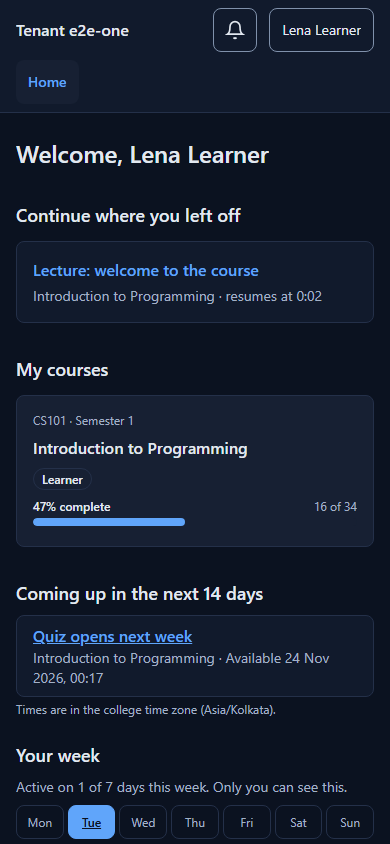 Tenant e2e-one
Lena Learner
Home
Welcome, Lena Learner
Continue where you left off
Lecture: welcome to the course
Introduction to Programming · resumes at 0:02
My courses
CS101 · Semester 1
Introduction to Programming
Learner
47% complete
16 of 34
Coming up in the next 14 days
Quiz opens next week
Introduction to Programming · Available 24 Nov
2026, 00:17
Times are in the college time zone (Asia/Kolkata).
Your week
Active on 1 of 7 days this week. Only you can see this.
Mon
Tue
Wed
Thu
Fri
Sat
Sun